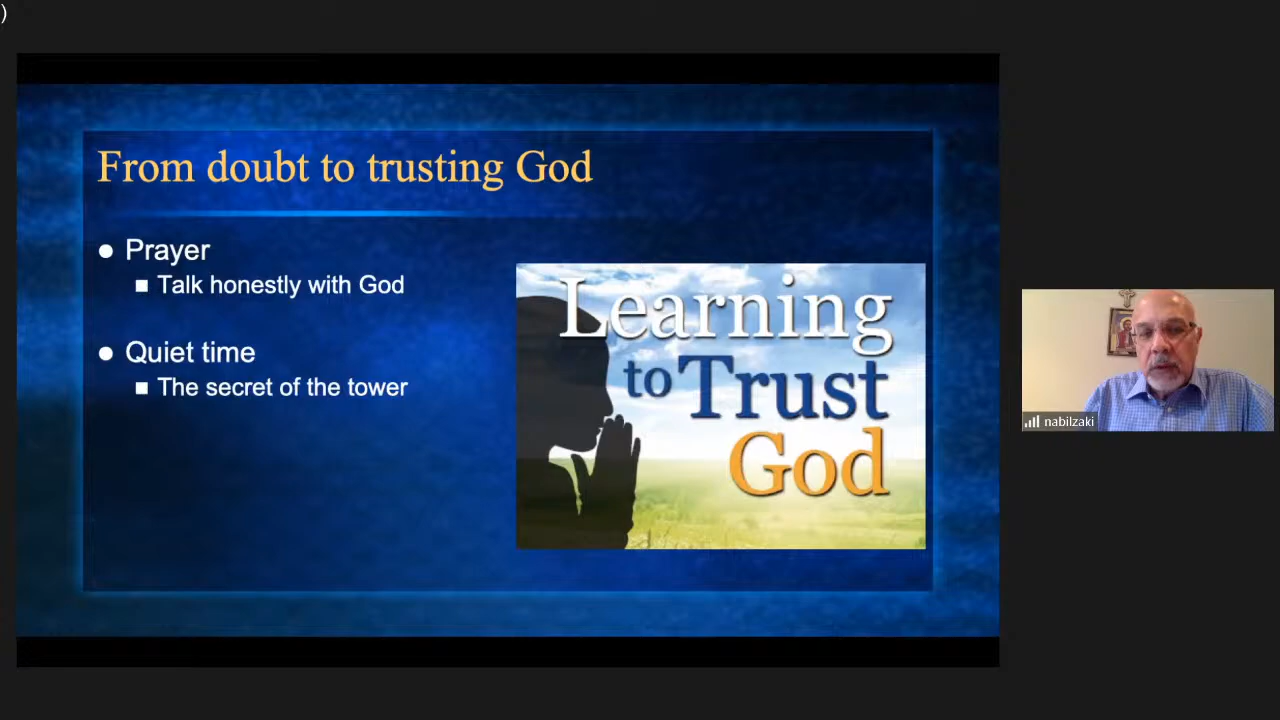 )
From doubt to trusting God
● Prayer
■ Talk honestly with God
● Quiet time
■ The secret of the tower
Learning
to Trust
God
nabilzaki